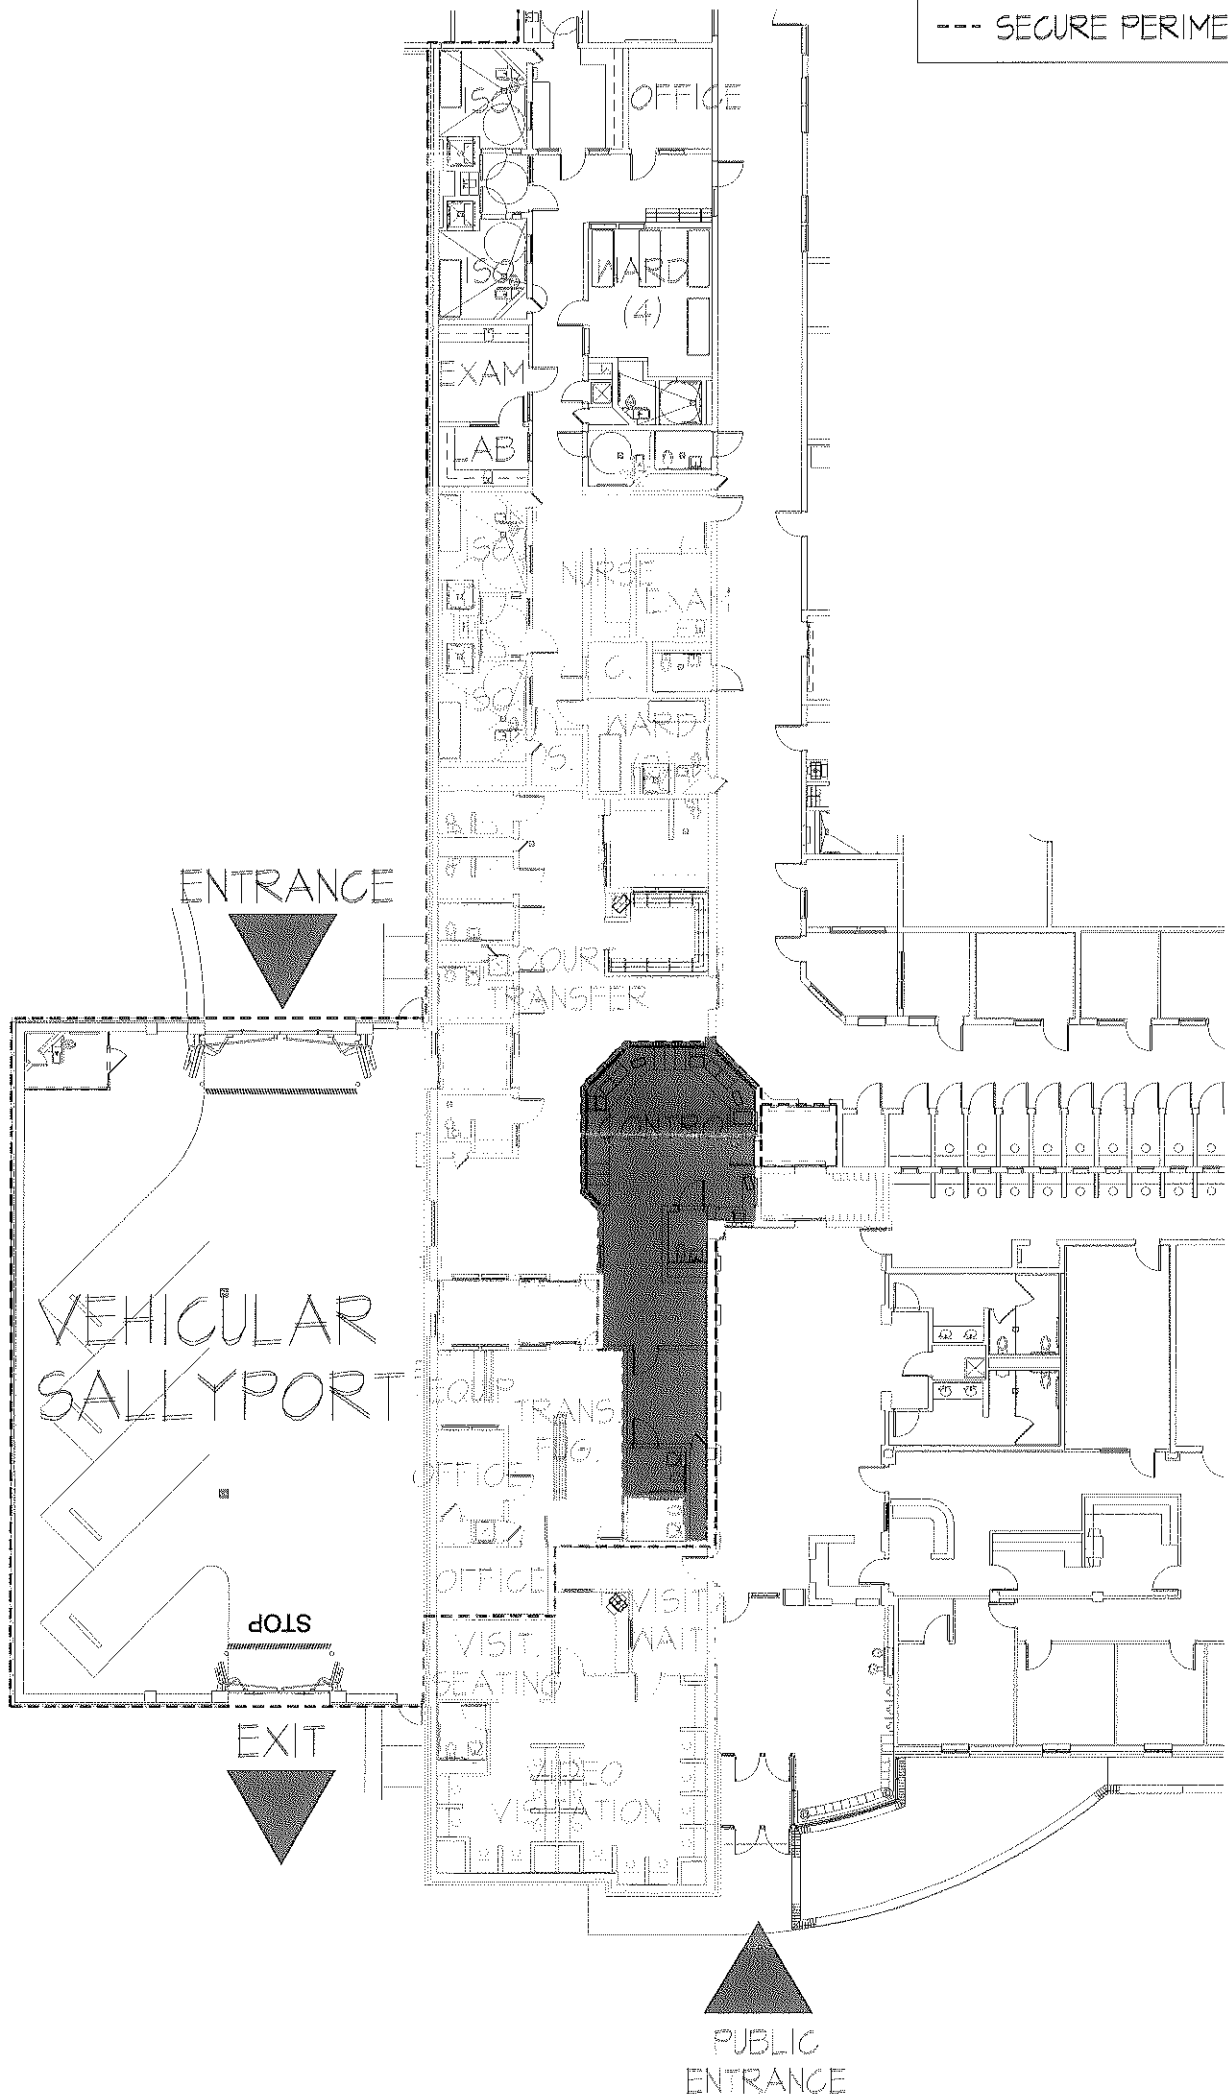 --- SECURE PERIME
OFFICE
ISO.
WARD
(4)
ISO.
EXAM
LAB
ISO.
NURSE
EXAM
C.
ISO.
WARD
S.
ENTRANCE
COURT
TRANSFER
CONTROL
VEHICULAR
SALLYPORT
EQUIP
TRANS.
OFFICE
OFFICE
STOP
VISIT.
WAIT
VISIT.
SEATING
EXIT
VIDEO
VISITATION
PUBLIC
ENTRANCE